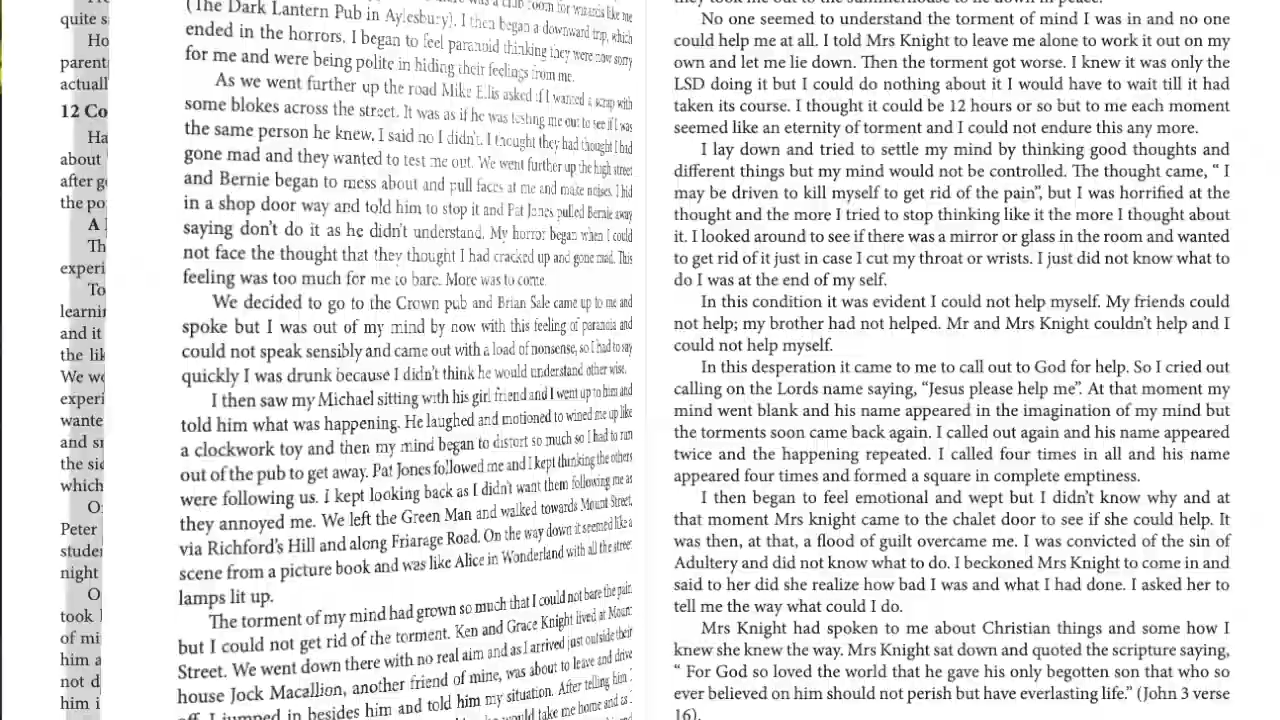 quite s
Ho
parent
actuall
12 Co
Ha
about
after g
the po
A
Th
experi
To
learnin
and it
the lik
We wo
experi
wante
and sn
the sid
which
O
Peter
studen
night
O
took
of mi
him a
not d
him i
(The Dark Lantern Pub in Aylesbury). I then began a downward trip, which
ended in the horrors. I began to feel paranoid thinking they were now sorry
for me and were being polite in hiding their feelings from me.
As we went further up the road Mike Ellis asked if I wanted a scrap with
some blokes across the street. It was as if he was testing me out to see if I was
the same person he knew. I said no I didn't. I thought they had thought I had
gone mad and they wanted to test me out. We went further up the high street
and Bernie began to mess about and pull faces at me and make noises. I hid
in a shop door way and told him to stop it and Pat Jones pulled Bernie away
saying don't do it as he didn't understand. My horror began when I could
not face the thought that they thought I had cracked up and gone mad. This
feeling was too much for me to bare. More was to come.
We decided to go to the Crown pub and Brian Sale came up to me and
spoke but I was out of my mind by now with this feeling of paranoia and
could not speak sensibly and came out with a load of nonsense, so I had to say
quickly I was drunk because I didn't think he would understand other wise.
I then saw my Michael sitting with his girl friend and I went up to him and
told him what was happening. He laughed and motioned to wined me up like
a clockwork toy and then my mind began to distort so much so I had to run
out of the pub to get away. Pat Jones followed me and I kept thinking the others
were following us. I kept looking back as I didn't want them following me as
they annoyed me. We left the Green Man and walked towards Mount Street,
via Richford's Hill and along Friarage Road. On the way down it seemed like a
scene from a picture book and was like Alice in Wonderland with all the street
lamps lit up.
The torment of my mind had grown so much that I could not bare the pain
but I could not get rid of the torment. Ken and Grace Knight lived at Mount
Street. We went down there with no real aim and as I arrived just outside their
house Jock Macallion, another friend of mine, was about to leave and drive
off. I jumped in besides him and told him my situation. After telling him
would take me home and as
No one seemed to understand the torment of mind I was in and no one
could help me at all. I told Mrs Knight to leave me alone to work it out on my
own and let me lie down. Then the torment got worse. I knew it was only the
LSD doing it but I could do nothing about it I would have to wait till it had
taken its course. I thought it could be 12 hours or so but to me each moment
seemed like an eternity of torment and I could not endure this any more.
I lay down and tried to settle my mind by thinking good thoughts and
different things but my mind would not be controlled. The thought came, “ I
may be driven to kill myself to get rid of the pain”, but I was horrified at the
thought and the more I tried to stop thinking like it the more I thought about
it. I looked around to see if there was a mirror or glass in the room and wanted
to get rid of it just in case I cut my throat or wrists. I just did not know what to
do I was at the end of my self.
In this condition it was evident I could not help myself. My friends could
not help; my brother had not helped. Mr and Mrs Knight couldn't help and I
could not help myself.
In this desperation it came to me to call out to God for help. So I cried out
calling on the Lords name saying, “Jesus please help me”. At that moment my
mind went blank and his name appeared in the imagination of my mind but
the torments soon came back again. I called out again and his name appeared
twice and the happening repeated. I called four times in all and his name
appeared four times and formed a square in complete emptiness.
I then began to feel emotional and wept but I didn't know why and at
that moment Mrs knight came to the chalet door to see if she could help. It
was then, at that, a flood of guilt overcame me. I was convicted of the sin of
Adultery and did not know what to do. I beckoned Mrs Knight to come in and
said to her did she realize how bad I was and what I had done. I asked her to
tell me the way what could I do.
Mrs Knight had spoken to me about Christian things and some how I
knew she knew the way. Mrs Knight sat down and quoted the scripture saying,
“ For God so loved the world that he gave his only begotten son that who so
ever believed on him should not perish but have everlasting life.” (John 3 verse
16).